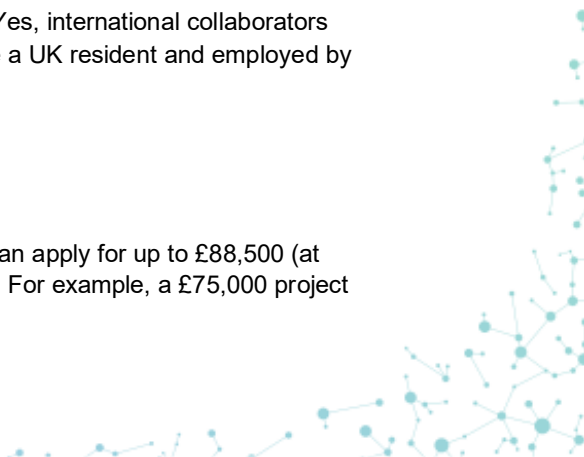 Yes, international collaborators
a UK resident and employed by
an apply for up to £88,500 (at
For example, a £75,000 project